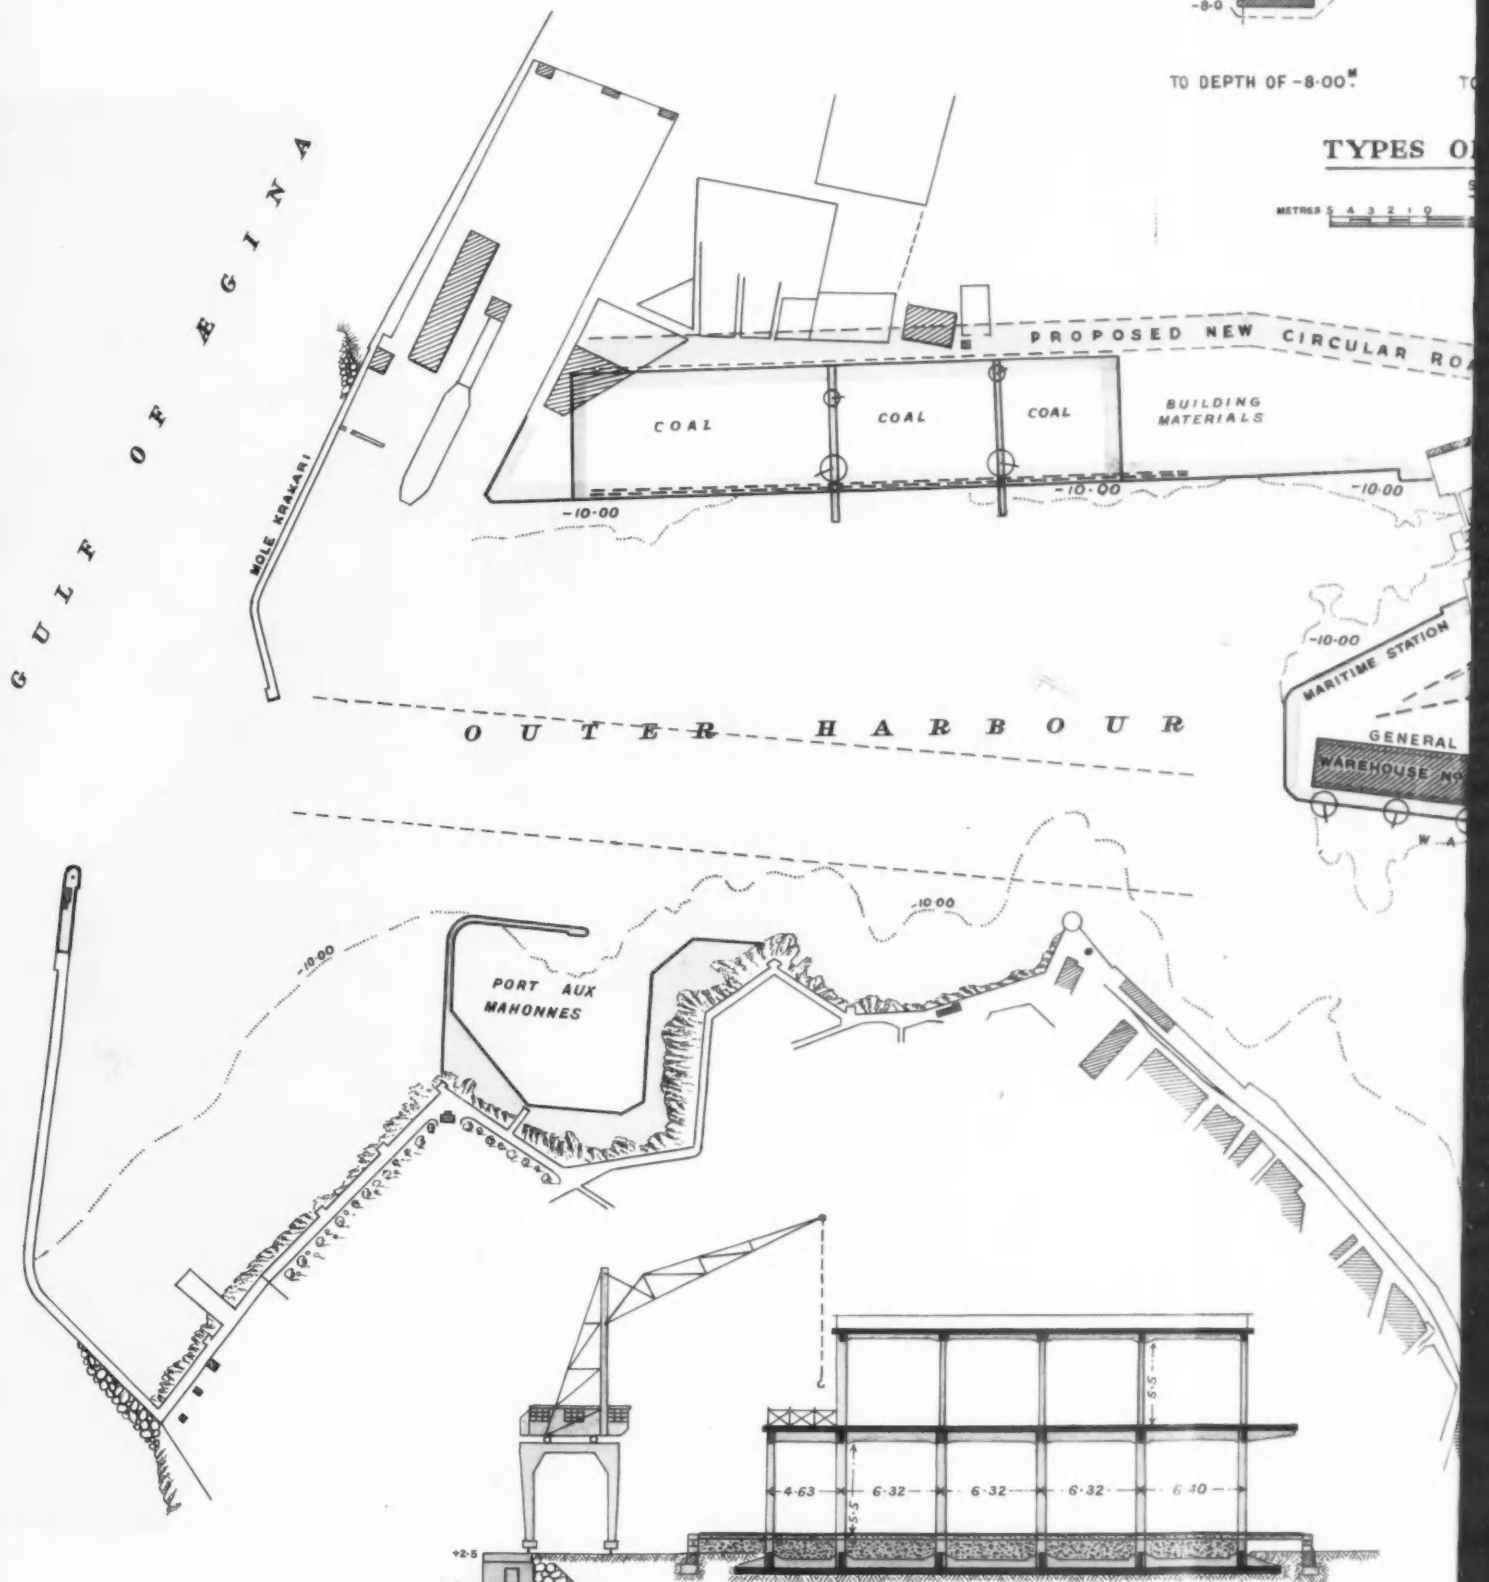 -8·0
TO DEPTH OF -8·00ᴹ.
TYPES
METRES 5 4 3 2 1 0
GULF OF ÆGINA
PROPOSED NEW CIRCULAR
COAL
COAL
COAL
BUILDING
MATERIALS
-10·00
-10·00
-10·00
MOLE KRAKARI
-10·00
MARITIME STATION
OUTER HARBOUR
GENERAL
WAREHOUSE Nº
-10·00
-10·00
PORT AUX
MAHONNES
5·5
4·63 6·32 6·32 6·32 6·40
5·5
+2·5